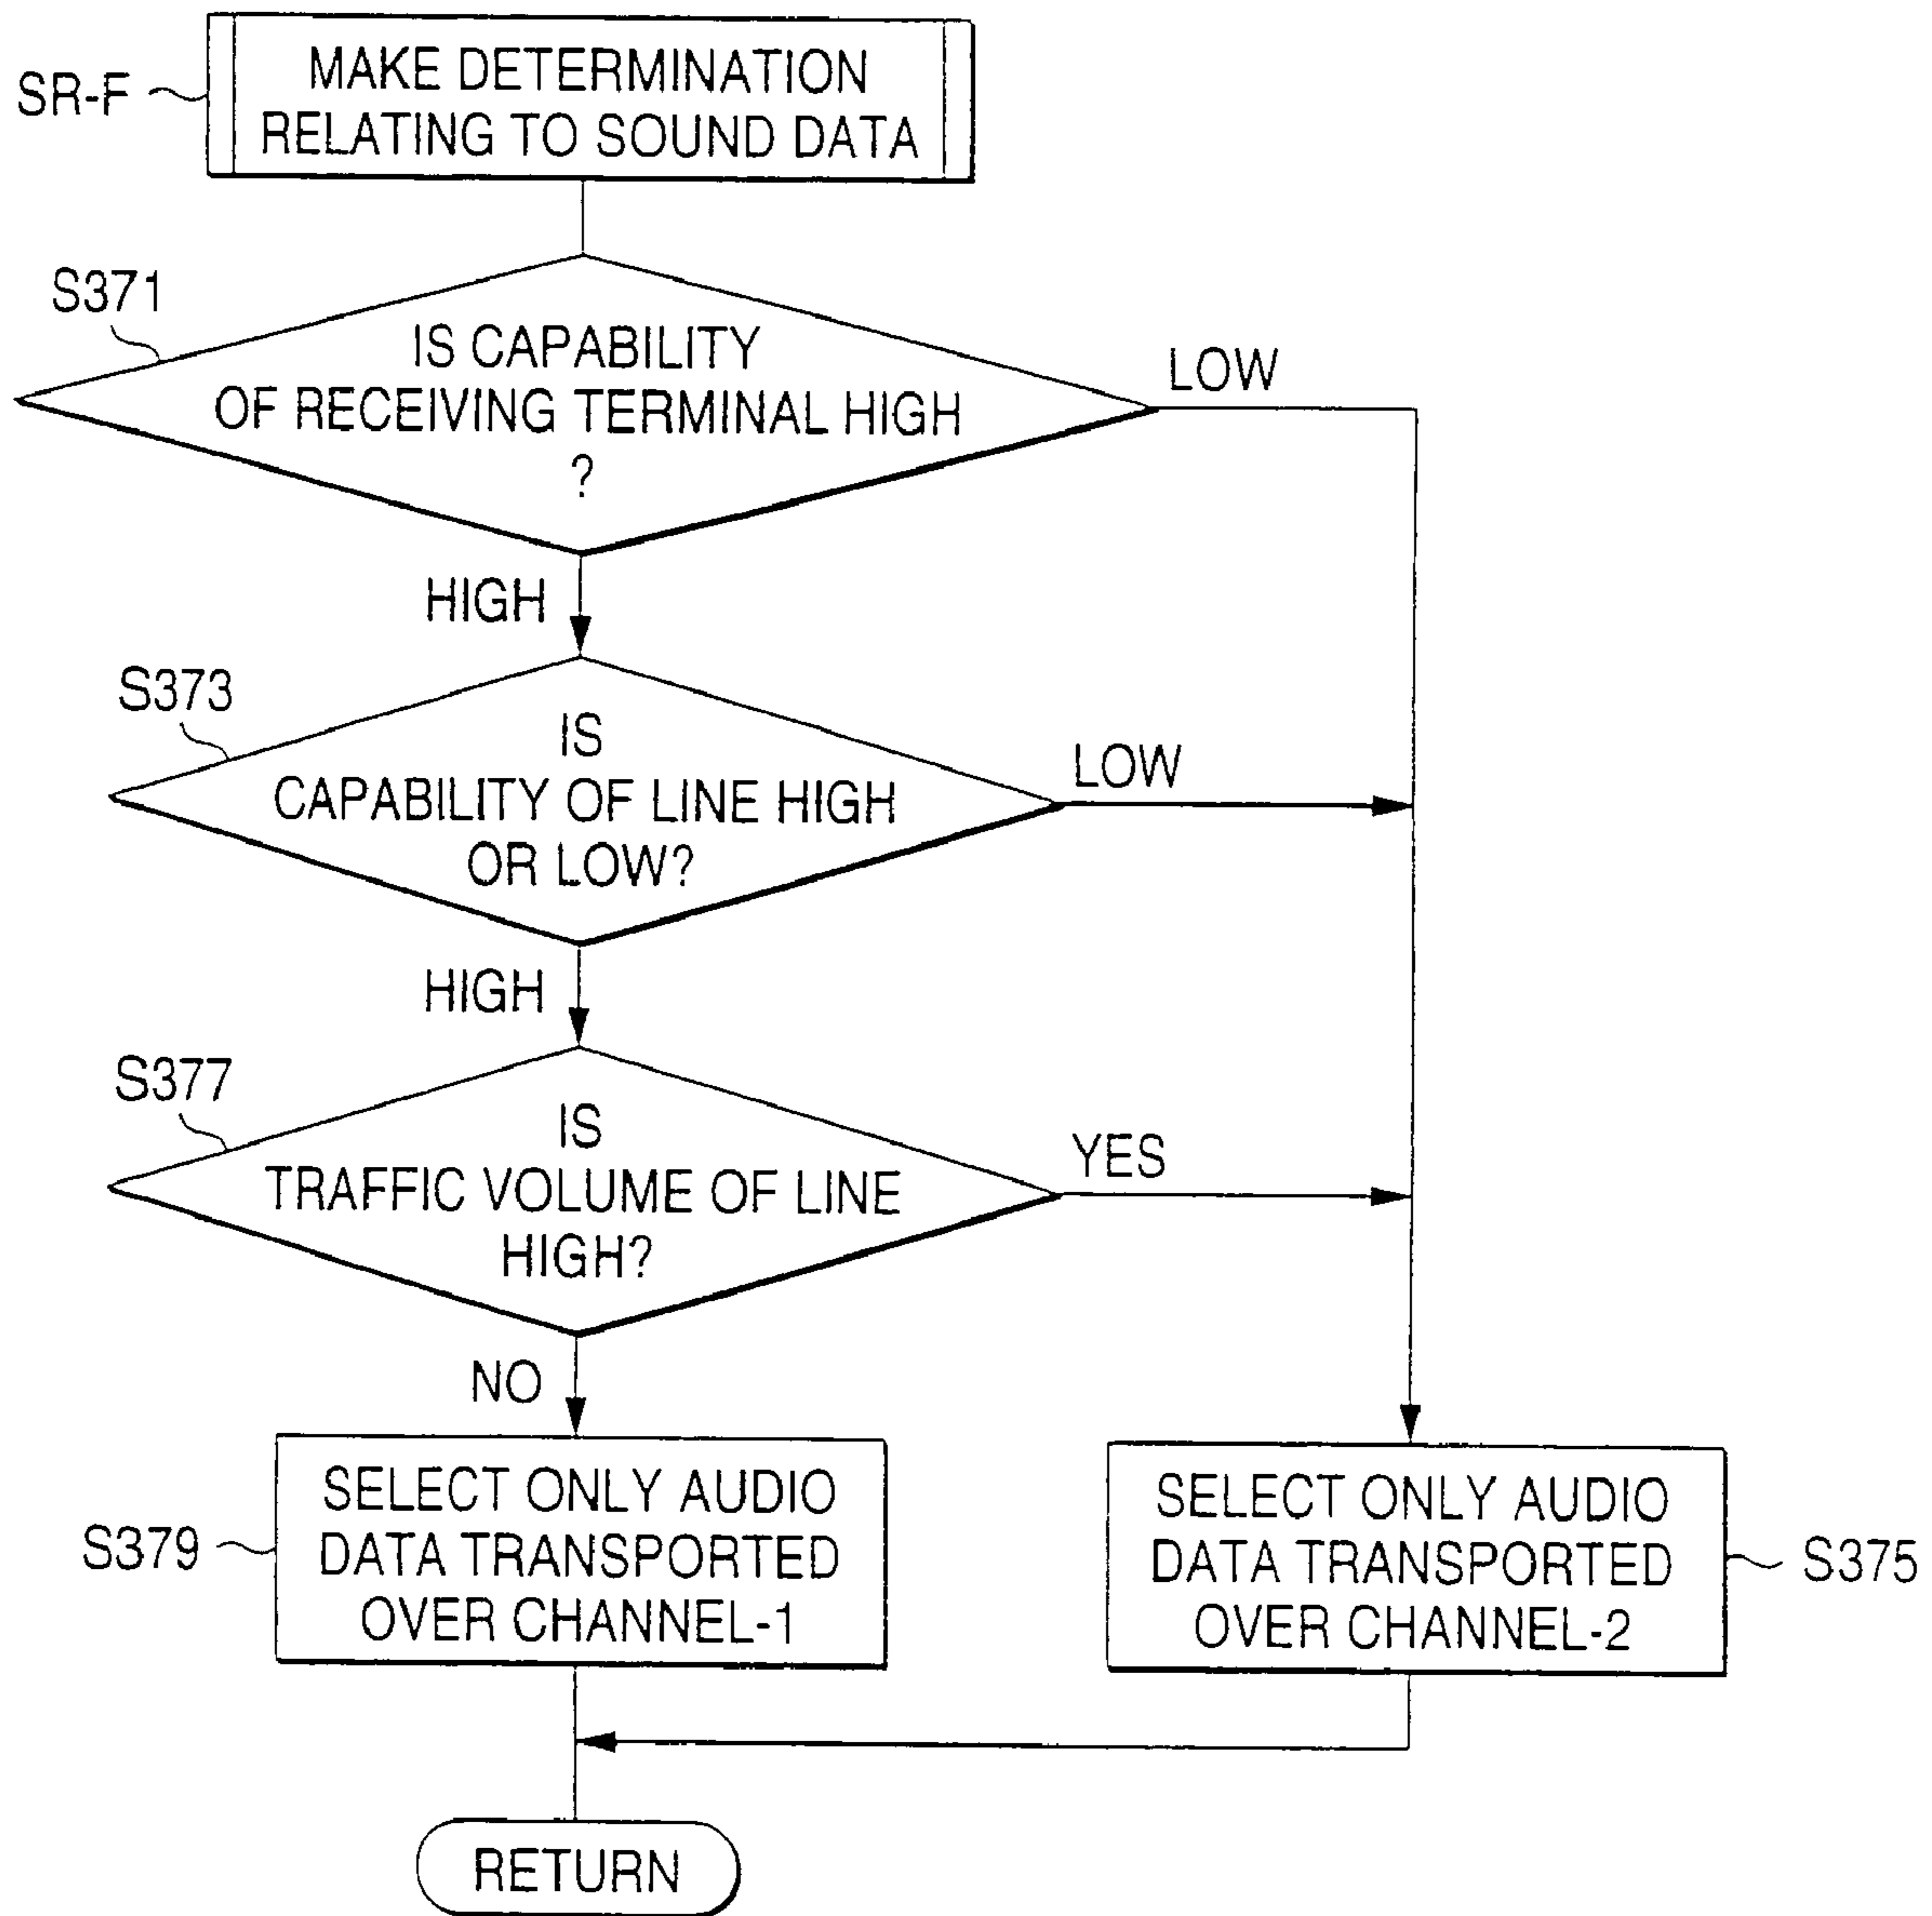 SR-F
MAKE DETERMINATION
RELATING TO SOUND DATA
S371
IS CAPABILITY
OF RECEIVING TERMINAL HIGH
?
LOW
HIGH
S373
IS
CAPABILITY OF LINE HIGH
OR LOW?
LOW
HIGH
S377
IS
TRAFFIC VOLUME OF LINE
HIGH?
YES
NO
S379
SELECT ONLY AUDIO
DATA TRANSPORTED
OVER CHANNEL-1
SELECT ONLY AUDIO
DATA TRANSPORTED
OVER CHANNEL-2
S375
RETURN